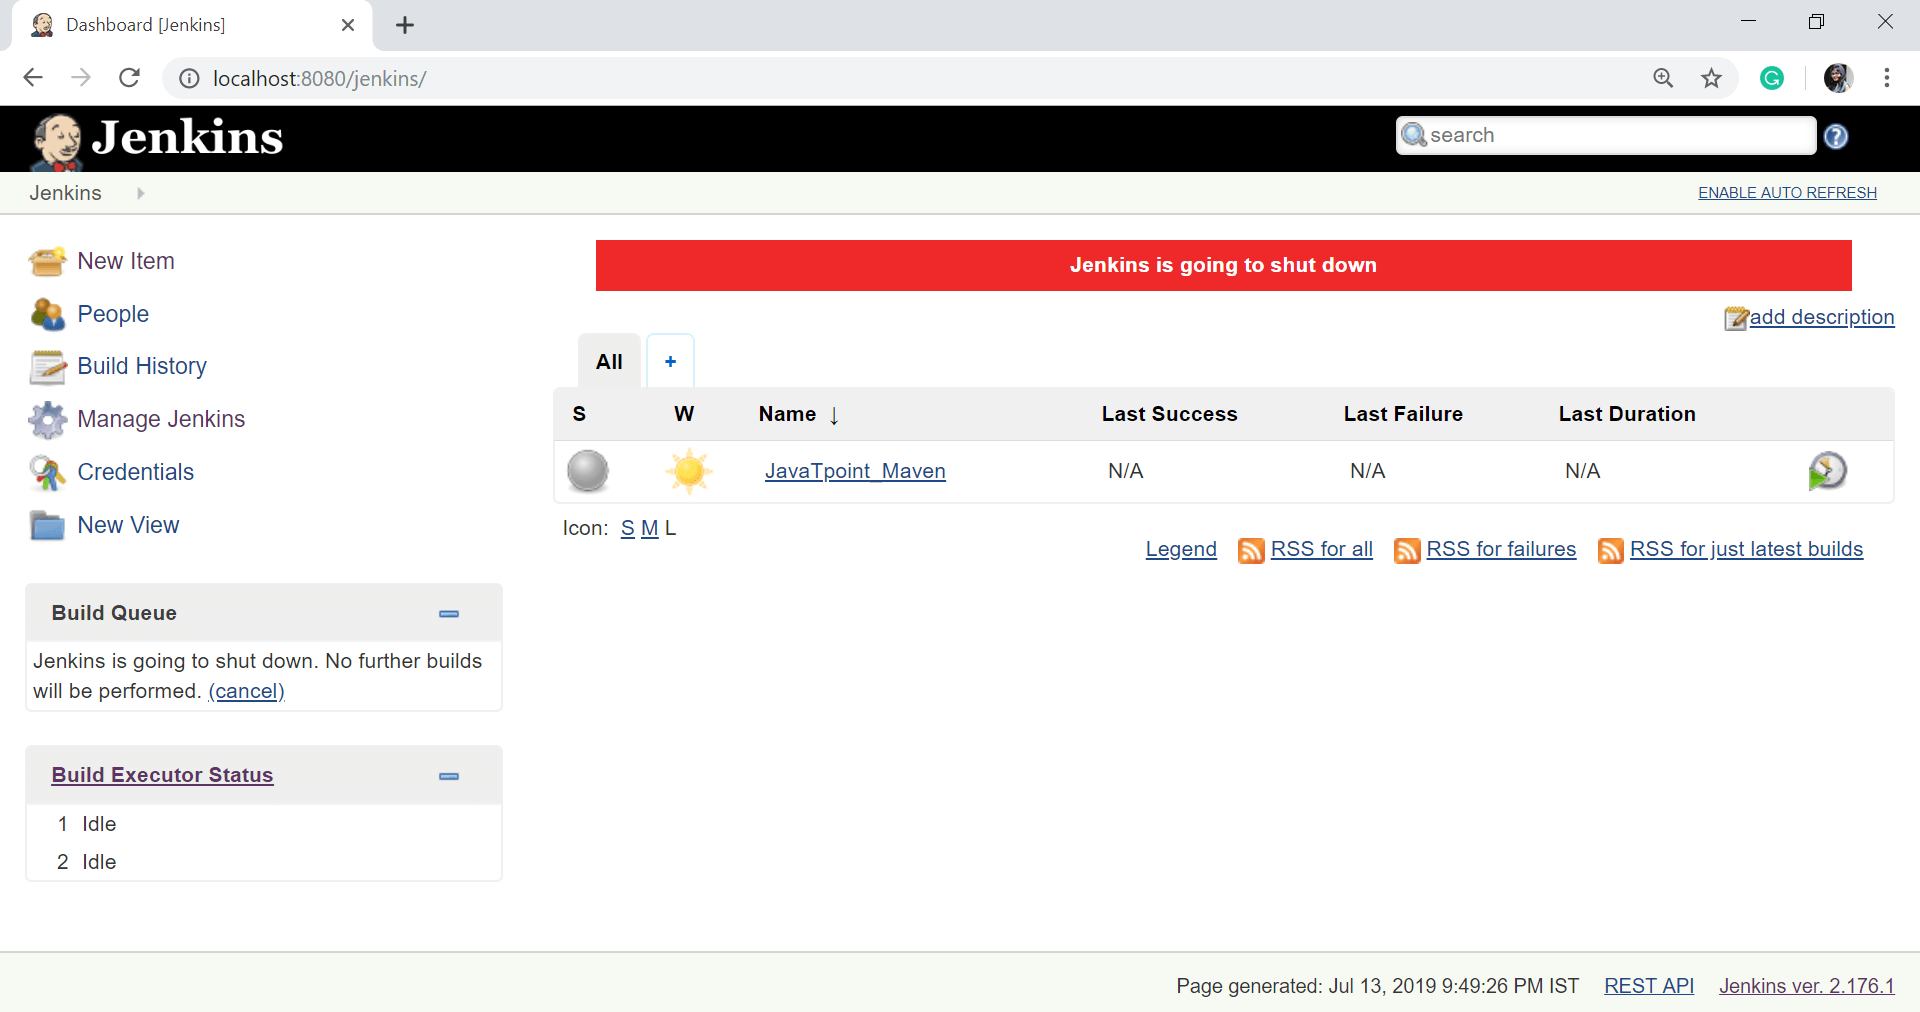 Dashboard [Jenkins]
localhost:8080/jenkins/
Jenkins
search
Jenkins
ENABLE AUTO REFRESH
New Item
People
Build History
Manage Jenkins
Credentials
New View
Build Queue
Jenkins is going to shut down. No further builds
will be performed. (cancel)
Build Executor Status
1 Idle
2 Idle
Jenkins is going to shut down
add description
All +
S W Name ↓ Last Success Last Failure Last Duration
JavaTpoint_Maven N/A N/A N/A
Icon: S M L
Legend RSS for all RSS for failures RSS for just latest builds
Page generated: Jul 13, 2019 9:49:26 PM IST REST API Jenkins ver. 2.176.1